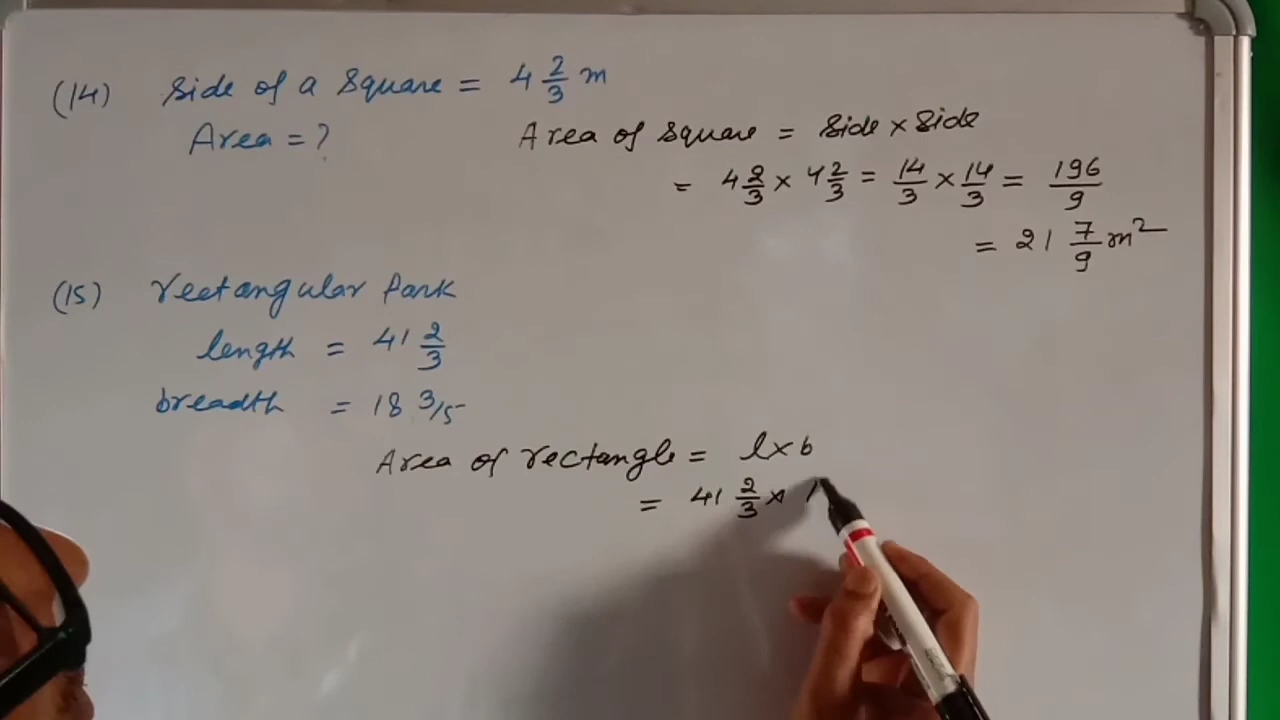 (14) Side of a square = 4 2/3 m
Area = ?
Area of square = Side × Side
= 4 2/3 × 4 2/3 = 14/3 × 14/3 = 196/9
= 21 7/9 m²
(15) rectangular Park
length = 41 2/3
breadth = 18 3/5
Area of rectangle = l × b
= 41 2/3 × 1